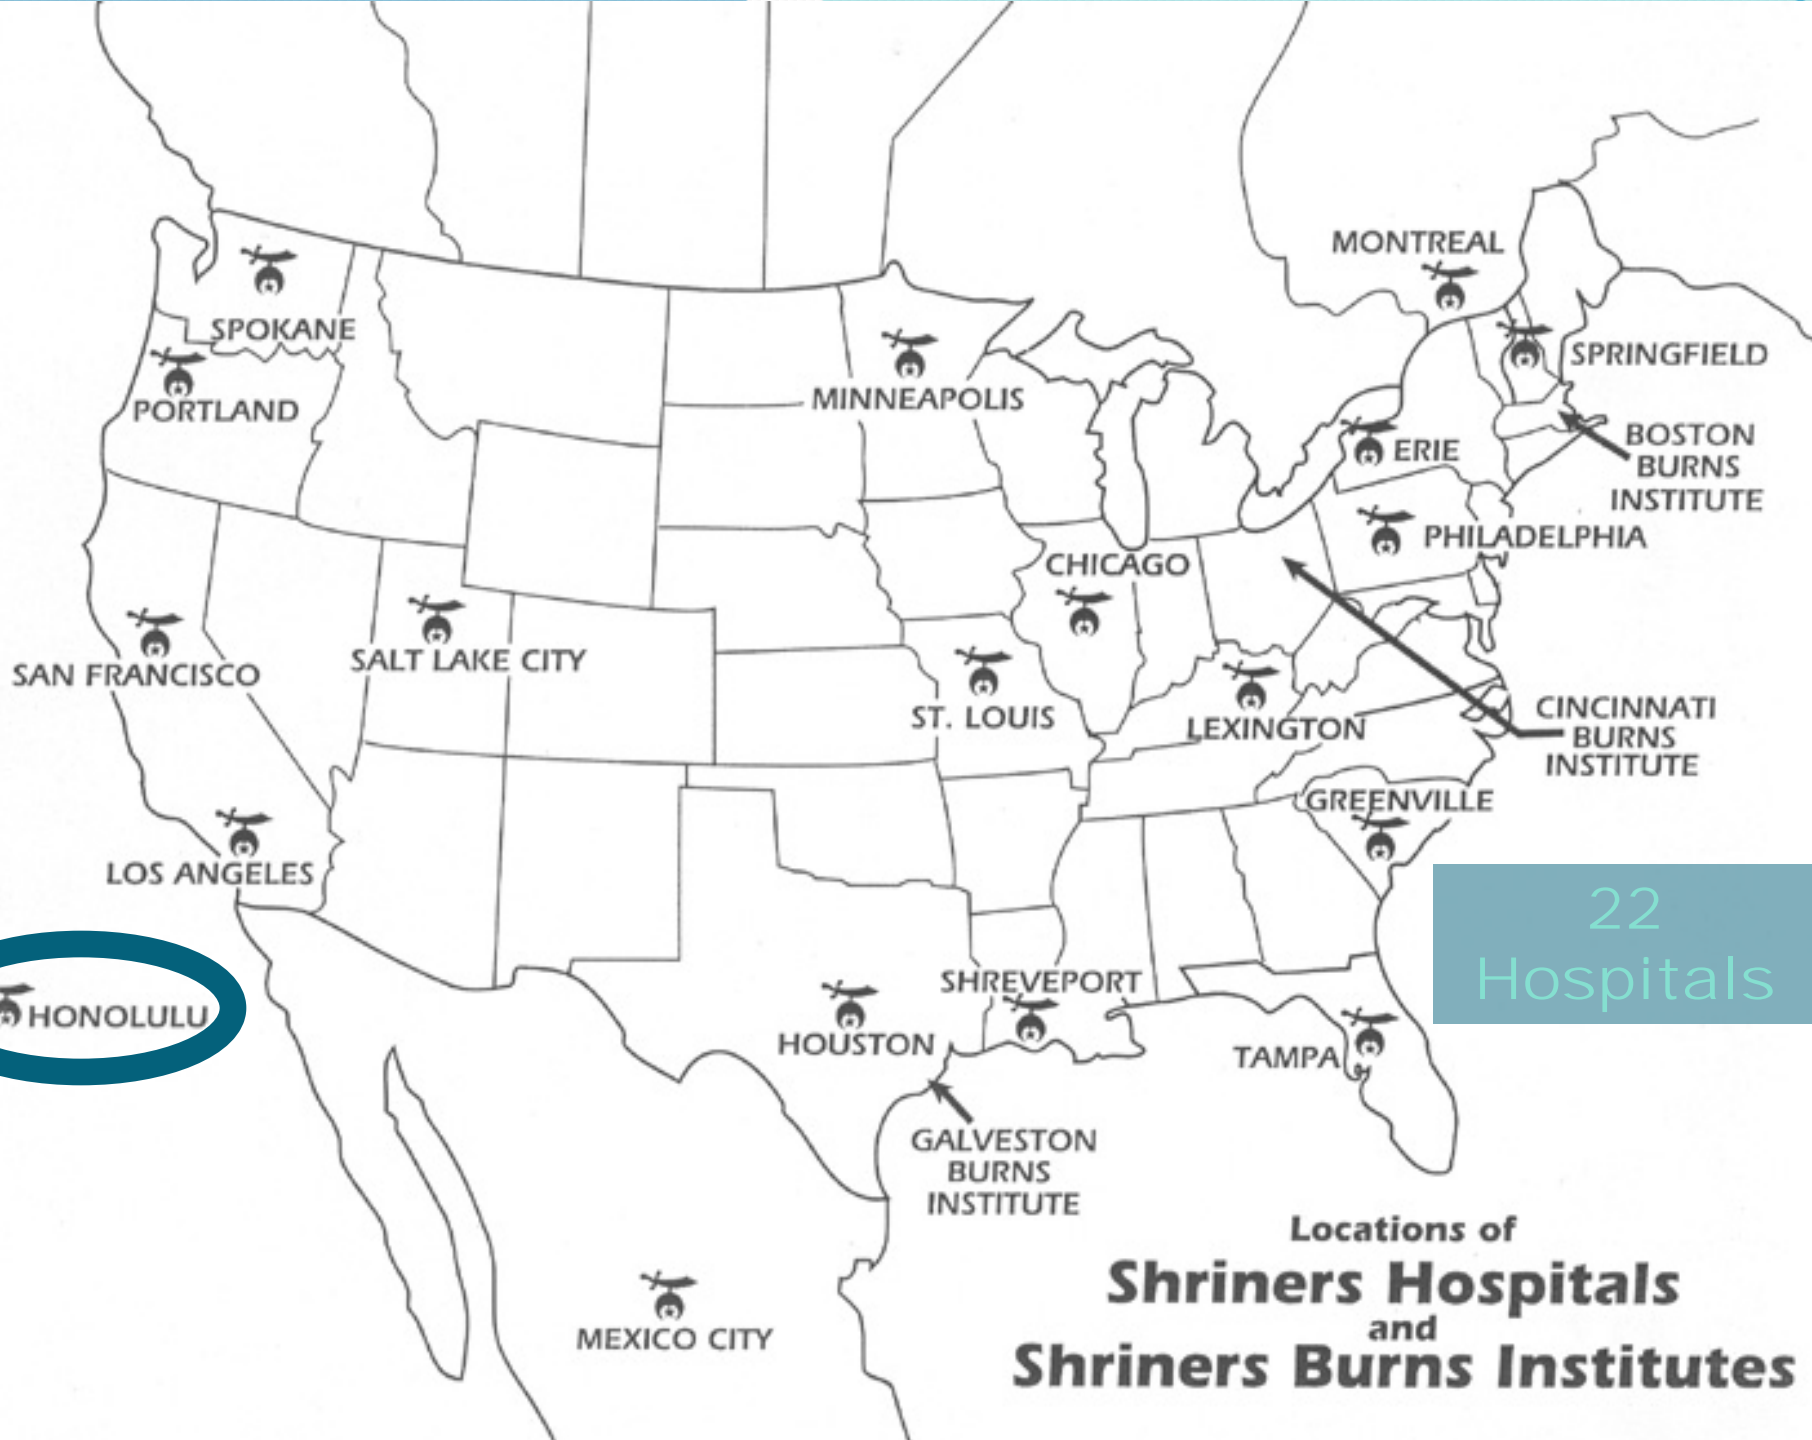 MONTREAL
SPOKANE
SPRINGFIELD
MINNEAPOLIS
PORTLAND
ERIE
BOSTON
BURNS
INSTITUTE
PHILADELPHIA
CHICAGO
SAN FRANCISCO
SALT LAKE CITY
ST. LOUIS
LEXINGTON
CINCINNATI
BURNS
INSTITUTE
GREENVILLE
LOS ANGELES
22
Hospitals
SHREVEPORT
HONOLULU
HOUSTON
TAMPA
GALVESTON
BURNS
INSTITUTE
MEXICO CITY
Locations of
Shriners Hospitals
and
Shriners Burns Institutes